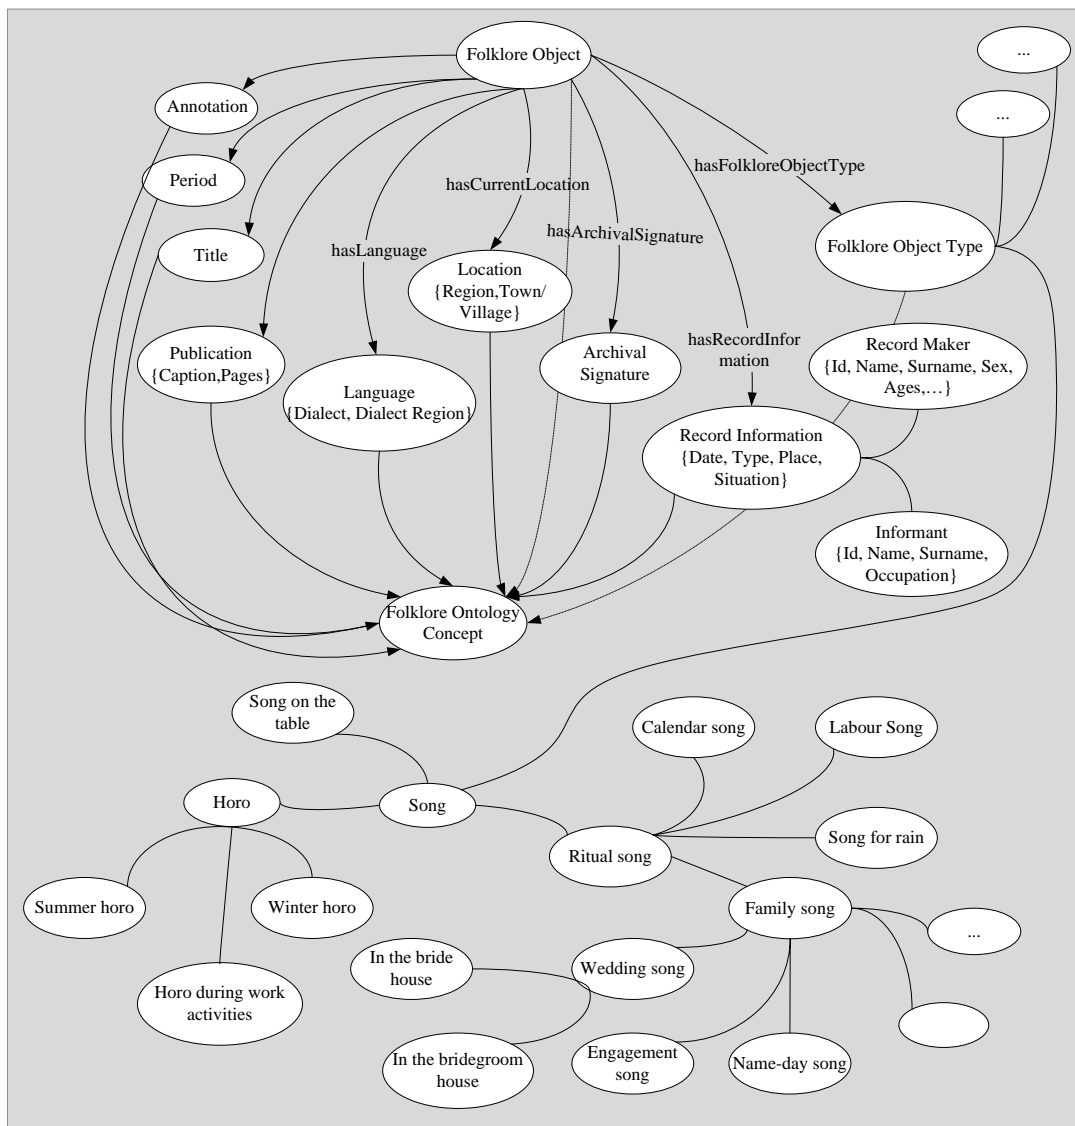 Folklore Object
...
Annotation
...
hasFolkloreObjectType
Period
hasCurrentLocation
hasArchivalSignature
hasLanguage
Title
Folklore Object Type
Location
{Region,Town/
Village}
hasRecordInfor
mation
Publication
{Caption,Pages}
Archival
Signature
Record Maker
{Id, Name, Surname, Sex,
Ages,…}
Language
{Dialect, Dialect Region}
Record Information
{Date, Type, Place,
Situation}
Informant
{Id, Name, Surname,
Occupation}
Folklore Ontology
Concept
Song on the
table
Calendar song
Labour Song
Horo
Song
Song for rain
Ritual song
Summer horo
Winter horo
Family song
...
In the bride
house
Wedding song
Horo during work
activities
In the bridegroom
house
Engagement
song
Name-day song